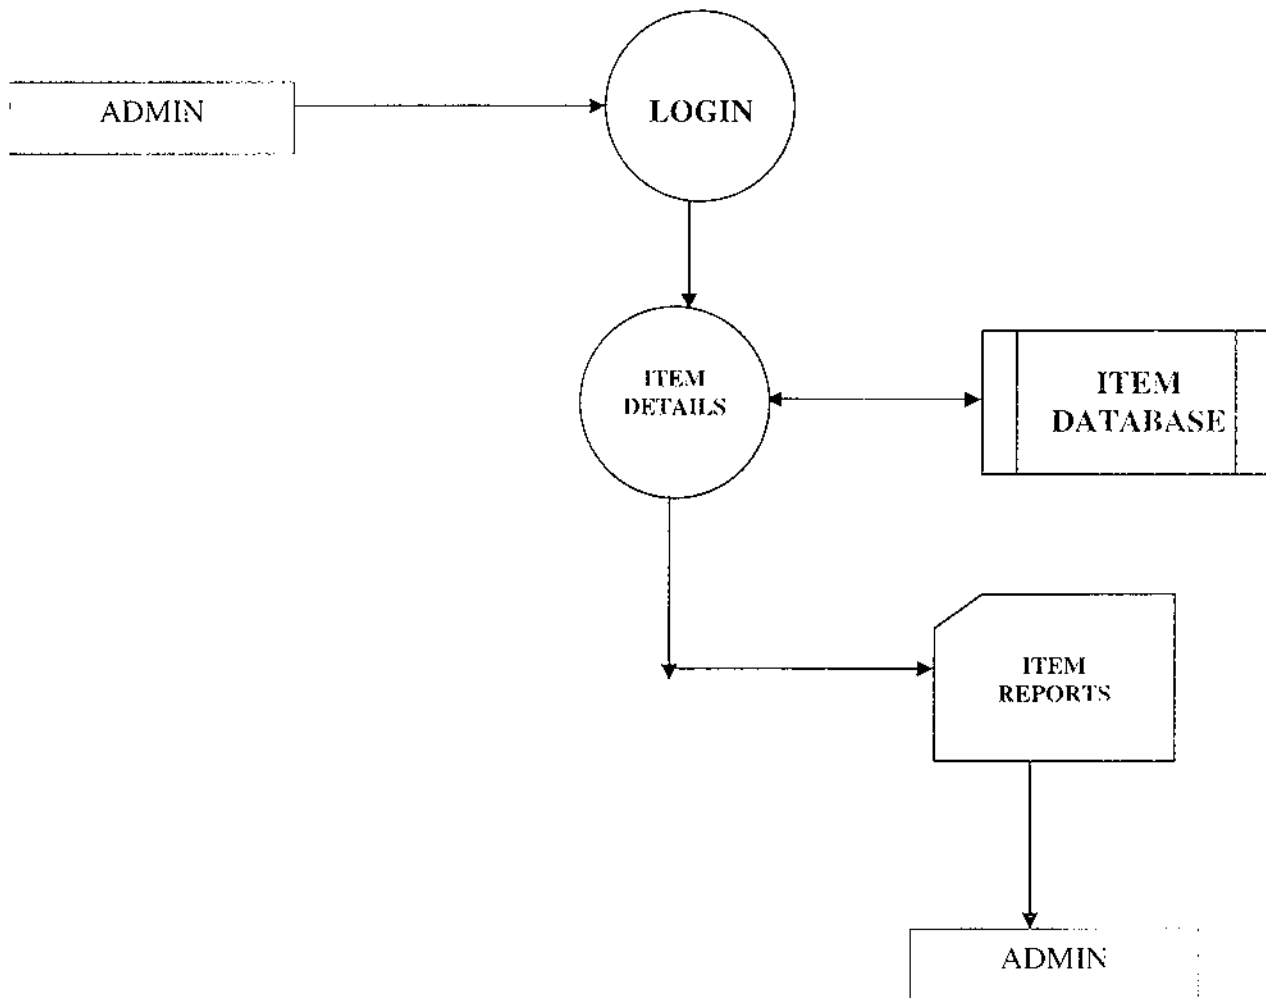 ADMIN
LOGIN
ITEM
DETAILS
ITEM
DATABASE
ITEM
REPORTS
ADMIN